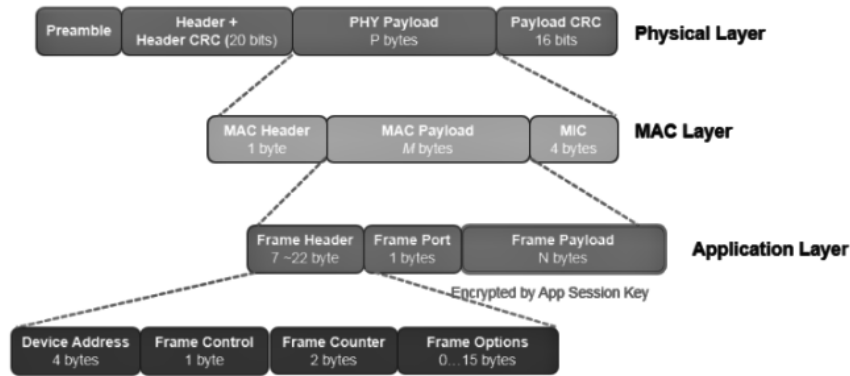 Preamble
Header +
Header CRC (20 bits)
PHY Payload
P bytes
Payload CRC
16 bits
Physical Layer
MAC Header
1 byte
MAC Payload
M bytes
MIC
4 bytes
MAC Layer
Frame Header
7 ~22 byte
Frame Port
1 bytes
Frame Payload
N bytes
Application Layer
Encrypted by App Session Key
Device Address
4 bytes
Frame Control
1 byte
Frame Counter
2 bytes
Frame Options
0...15 bytes